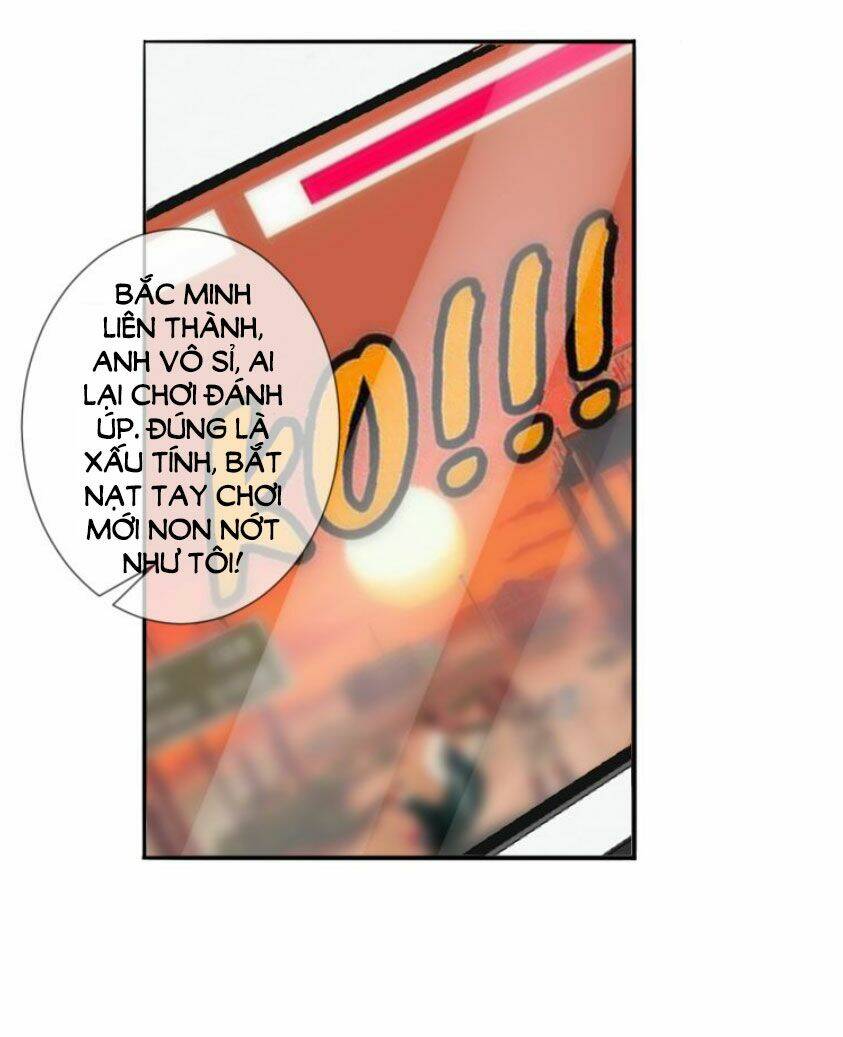 BẮC MINH
LIÊN THÀNH,
ANH VÔ SỈ, AI
LẠI CHƠI ĐÁNH
ÚP. ĐÚNG LÀ
XẤU TÍNH, BẮT
NẠT TAY CHƠI
MỚI NON NỚT
NHƯ TÔI!
KO!!!